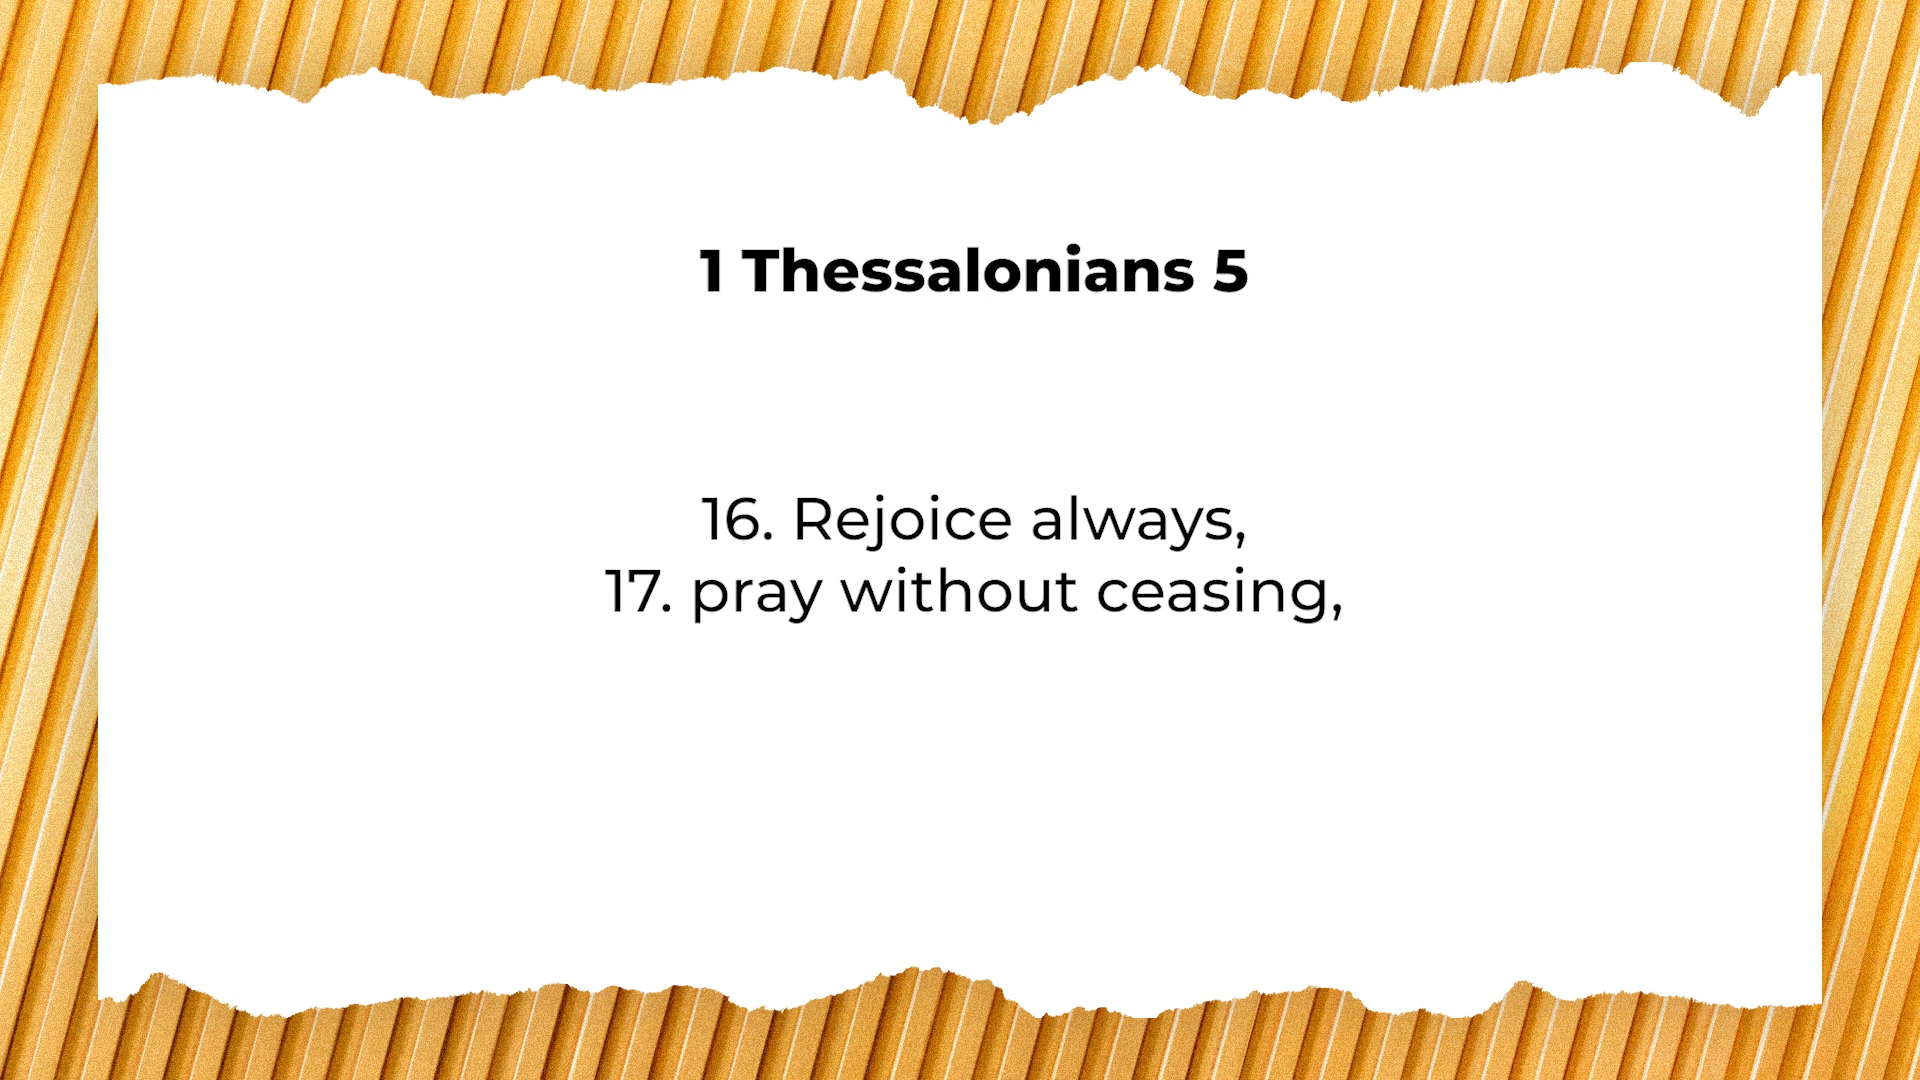 1 Thessalonians 5
16. Rejoice always,
17. pray without ceasing,